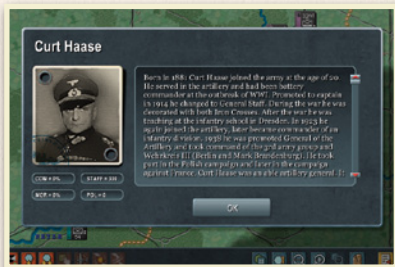 Curt Haase
Born in 1881 Curt Haase joined the army at the age of 20.
He served in the artillery and had been battery
commander at the outbreak of WWI. Promoted to captain
in 1914 he changed to General Staff. During the war he was
decorated with both Iron Crosses. After the war he was
teaching at the infantry school in Dresden. In 1923 he
again joined the artillery, later became commander of an
infantry division. 1938 he was promoted General of the
Artillery and took command of the 3rd army group and
Wehrkreis III (Berlin and Mark Brandenburg). He took
part in the Polish campaign and later in the campaign
against France. Curt Haase was an able artillery general. It
OK